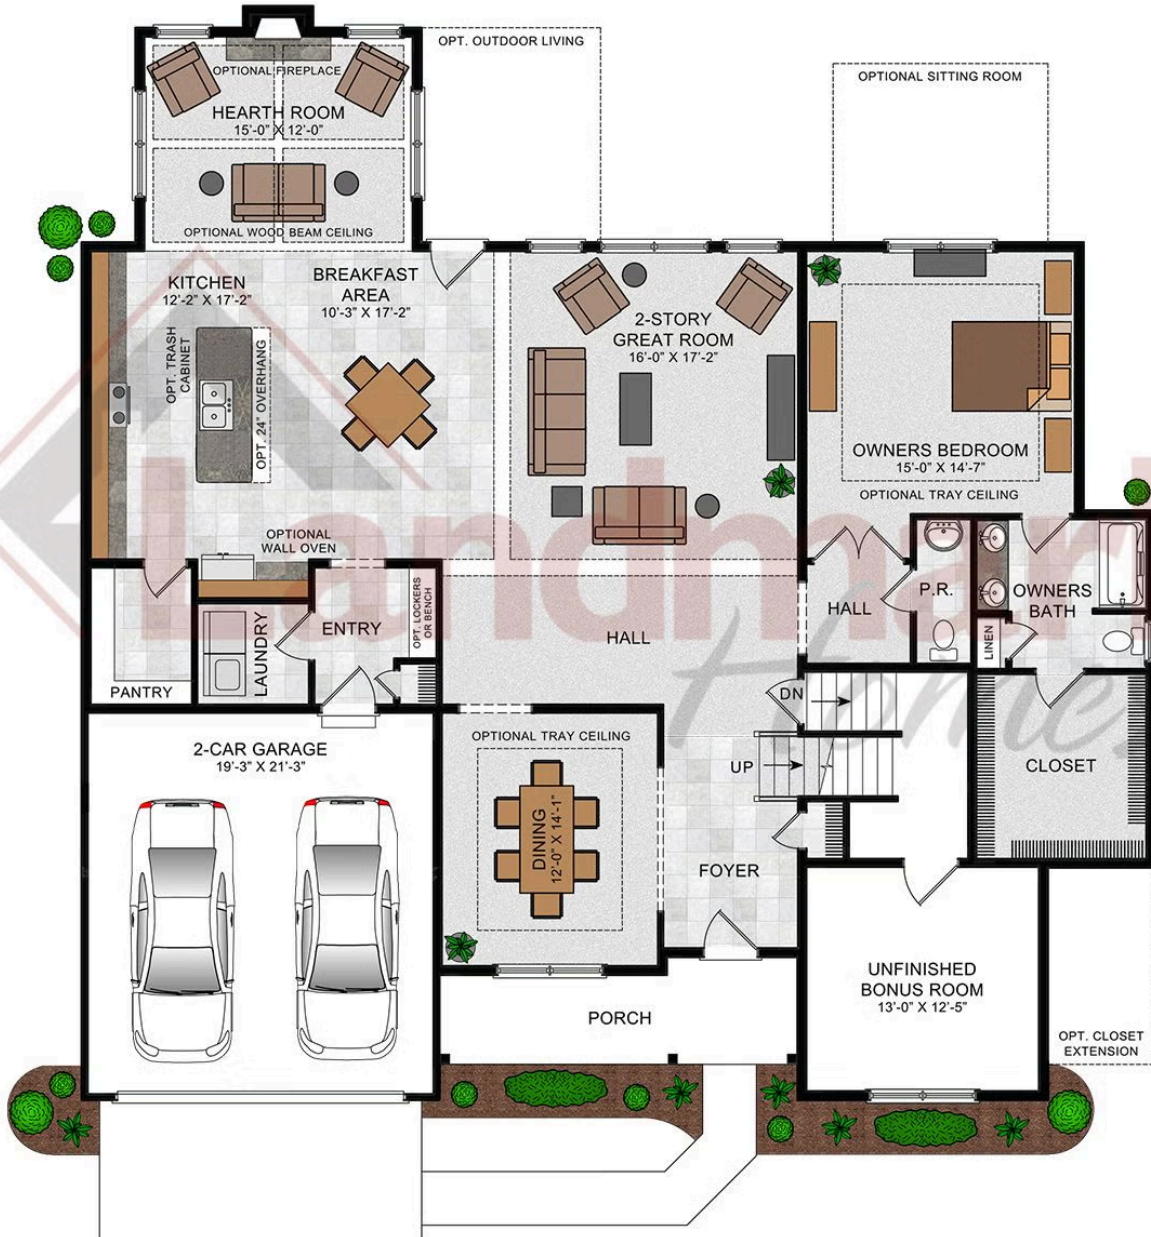 OPT. OUTDOOR LIVING
OPTIONAL FIREPLACE
OPTIONAL SITTING ROOM
HEARTH ROOM
15'-0" X 12'-0"
OPTIONAL WOOD BEAM CEILING
KITCHEN
12'-2" X 17'-2"
BREAKFAST
AREA
10'-3" X 17'-2"
2-STORY
GREAT ROOM
16'-0" X 17'-2"
OPT. TRASH
CABINET
OPT. 24" OVERHANG
OWNERS BEDROOM
15'-0" X 14'-7"
OPTIONAL TRAY CEILING
OPTIONAL
WALL OVEN
Landmark
Homes
OPT. LOCKERS
OR BENCH
P.R.
OWNERS
BATH
HALL
ENTRY
LAUNDRY
HALL
LINEN
PANTRY
DN
OPTIONAL TRAY CEILING
2-CAR GARAGE
19'-3" X 21'-3"
UP
CLOSET
DINING
12'-0" X 14'-1"
FOYER
UNFINISHED
BONUS ROOM
13'-0" X 12'-5"
PORCH
OPT. CLOSET
EXTENSION